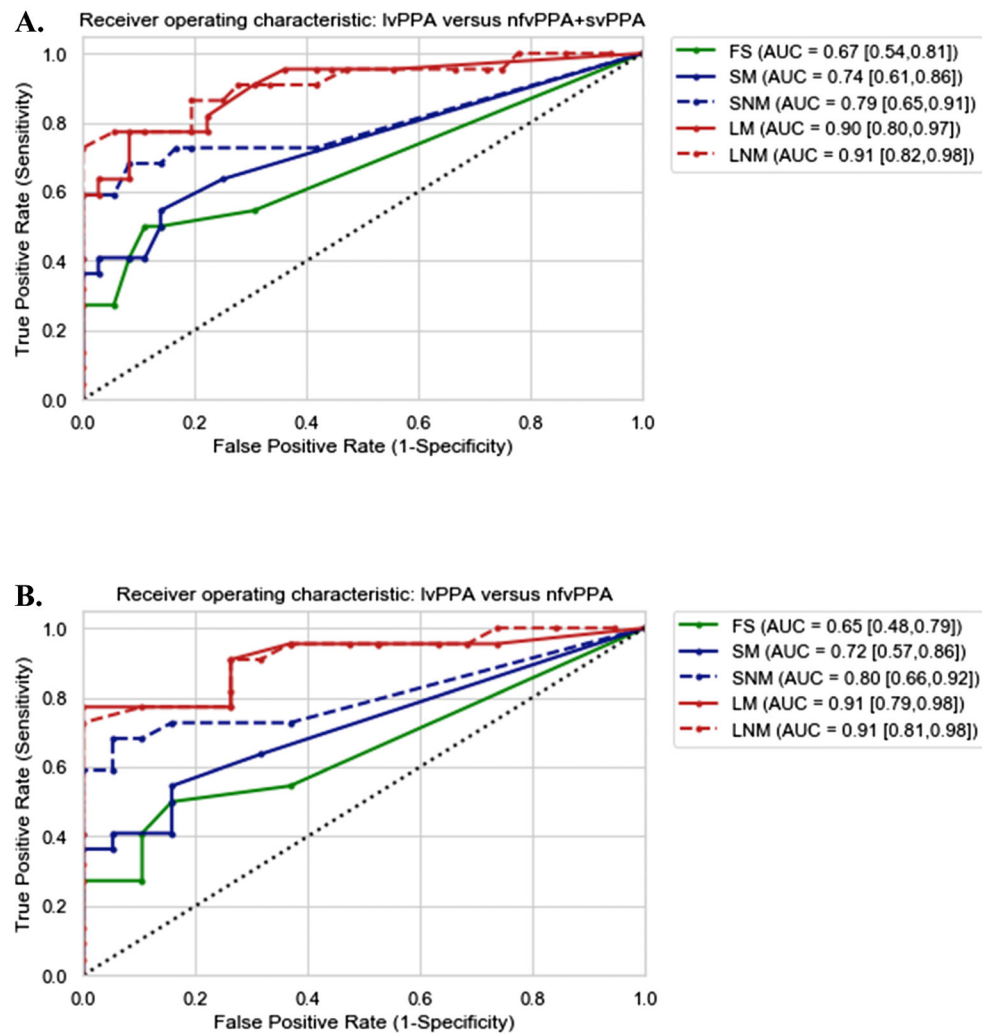 A.
Receiver operating characteristic: lvPPA versus nfvPPA+svPPA
1.0
0.8
0.6
0.4
0.2
0.0
True Positive Rate (Sensitivity)
0.0 0.2 0.4 0.6 0.8 1.0
False Positive Rate (1-Specificity)
FS (AUC = 0.67 [0.54,0.81])
SM (AUC = 0.74 [0.61,0.86])
SNM (AUC = 0.79 [0.65,0.91])
LM (AUC = 0.90 [0.80,0.97])
LNM (AUC = 0.91 [0.82,0.98])
B.
Receiver operating characteristic: lvPPA versus nfvPPA
1.0
0.8
0.6
0.4
0.2
0.0
True Positive Rate (Sensitivity)
0.0 0.2 0.4 0.6 0.8 1.0
False Positive Rate (1-Specificity)
FS (AUC = 0.65 [0.48,0.79])
SM (AUC = 0.72 [0.57,0.86])
SNM (AUC = 0.80 [0.66,0.92])
LM (AUC = 0.91 [0.79,0.98])
LNM (AUC = 0.91 [0.81,0.98])